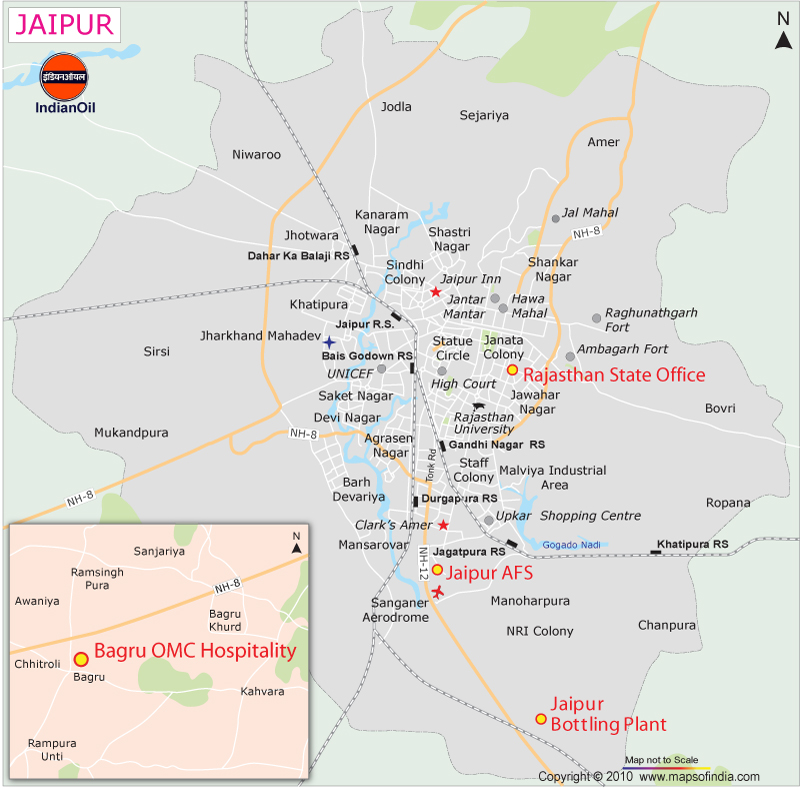 JAIPUR
N
इंडियनऑयल
IndianOil
Jodla
Sejariya
Amer
Niwaroo
Kanaram
Nagar
Jal Mahal
NH-8
Jhotwara
Shastri
Nagar
Dahar Ka Balaji RS
Sindhi
Colony
Shankar
Nagar
Jaipur Inn
Khatipura
Jantar
Mantar
Hawa
Mahal
Raghunathgarh
Fort
Jaipur R.S.
Jharkhand Mahadev
Sirsi
Bais Godown RS
Statue
Circle
Janata
Colony
Ambagarh Fort
UNICEF
High Court
Rajasthan State Office
Saket Nagar
Jawahar
Nagar
Bovri
Devi Nagar
Rajasthan
University
Mukandpura
NH-8
Agrasen
Nagar
Gandhi Nagar RS
Tonk Rd
Staff
Colony
Malviya Industrial
Area
Barh
Devariya
NH-8
Durgapura RS
Ropana
Clark's Amer
Upkar Shopping Centre
Mansarovar
Jagatpura RS
Gogado Nadi
Khatipura RS
NH-12
Jaipur AFS
Sanganer
Aerodrome
Manoharpura
NRI Colony
Chanpura
Jaipur
Bottling Plant
N
Sanjariya
Ramsingh
Pura
NH-8
Awaniya
Bagru
Khurd
Bagru OMC Hospitality
Chhitroli
Bagru
Kahvara
Rampura
Unti
Map not to Scale
Copyright © 2010 www.mapsofindia.com